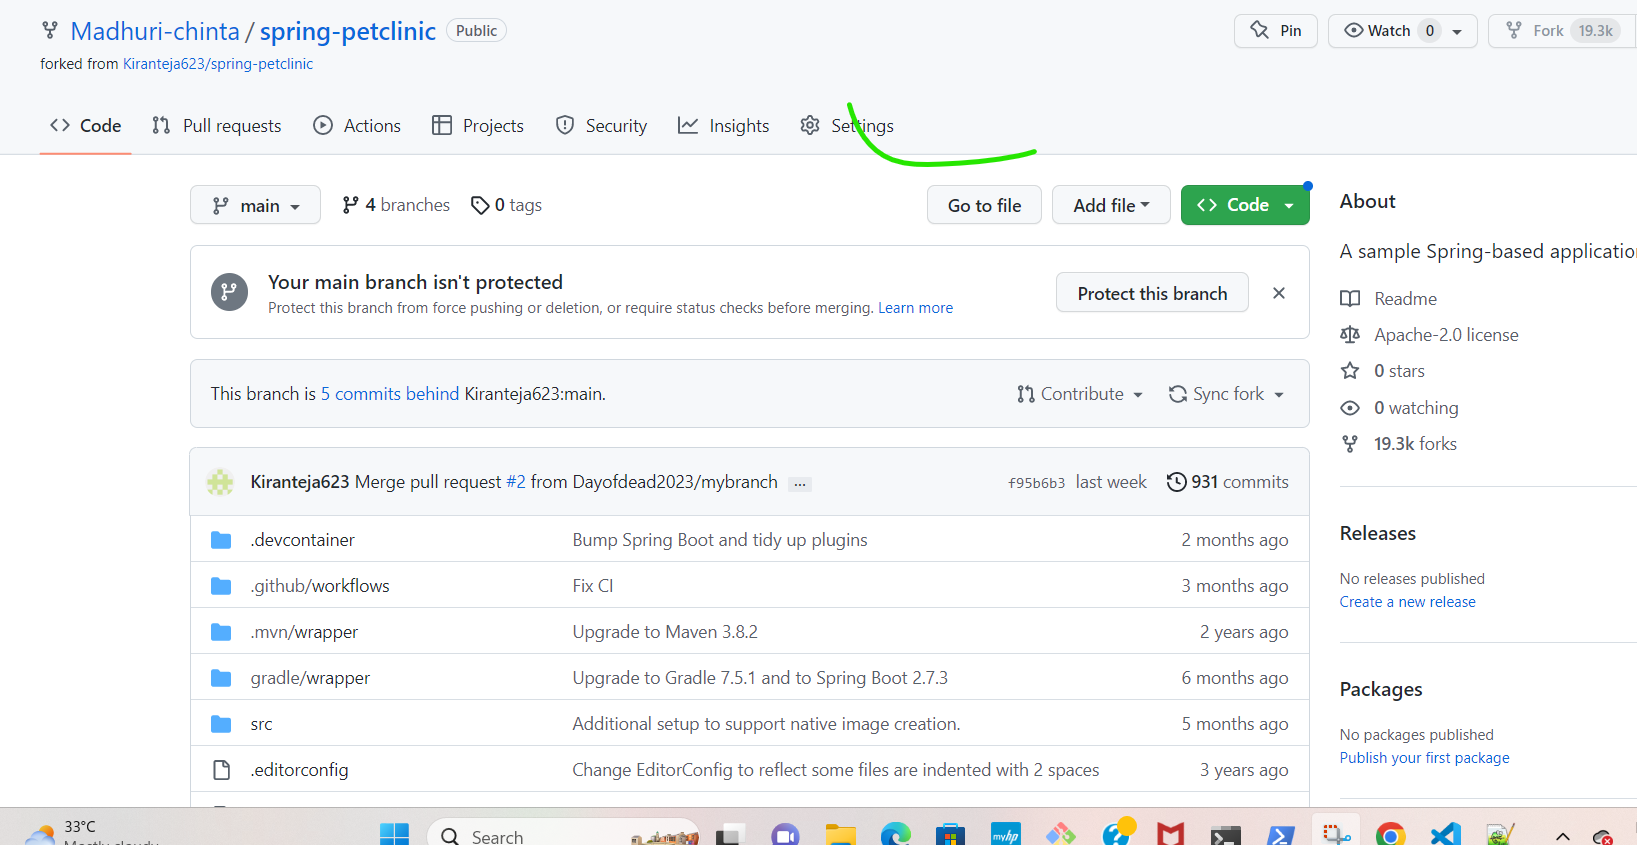 Madhuri-chinta / spring-petclinic Public Pin Watch 0 Fork 19.3k
forked from Kiranteja623/spring-petclinic
Code Pull requests Actions Projects Security Insights Settings
main 4 branches 0 tags Go to file Add file Code
Your main branch isn't protected
Protect this branch from force pushing or deletion, or require status checks before merging. Learn more
Protect this branch
This branch is 5 commits behind Kiranteja623:main. Contribute Sync fork
Kiranteja623 Merge pull request #2 from Dayofdead2023/mybranch ... f95b6b3 last week 931 commits
.devcontainer Bump Spring Boot and tidy up plugins 2 months ago
.github/workflows Fix CI 3 months ago
.mvn/wrapper Upgrade to Maven 3.8.2 2 years ago
gradle/wrapper Upgrade to Gradle 7.5.1 and to Spring Boot 2.7.3 6 months ago
src Additional setup to support native image creation. 5 months ago
.editorconfig Change EditorConfig to reflect some files are indented with 2 spaces 3 years ago
About
A sample Spring-based application
Readme
Apache-2.0 license
0 stars
0 watching
19.3k forks
Releases
No releases published
Create a new release
Packages
No packages published
Publish your first package
33°C
Mostly cloudy
Search
myhp